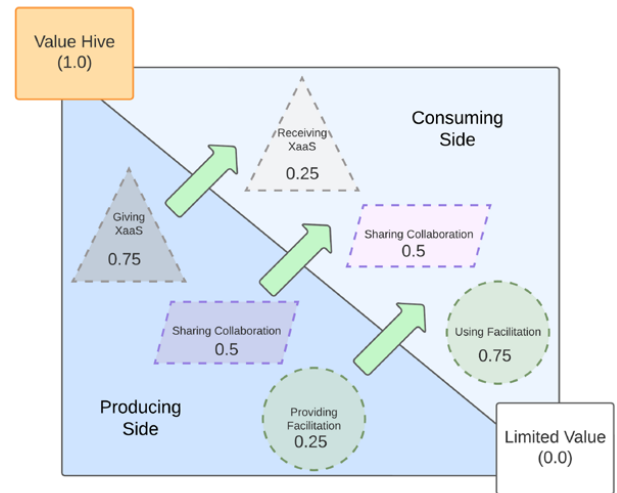 Value Hive
(1.0)
Consuming
Side
Receiving
XaaS
0.25
Giving
XaaS
0.75
Sharing Collaboration
0.5
Sharing Collaboration
0.5
Using Facilitation
0.75
Producing
Side
Providing
Facilitation
0.25
Limited Value
(0.0)